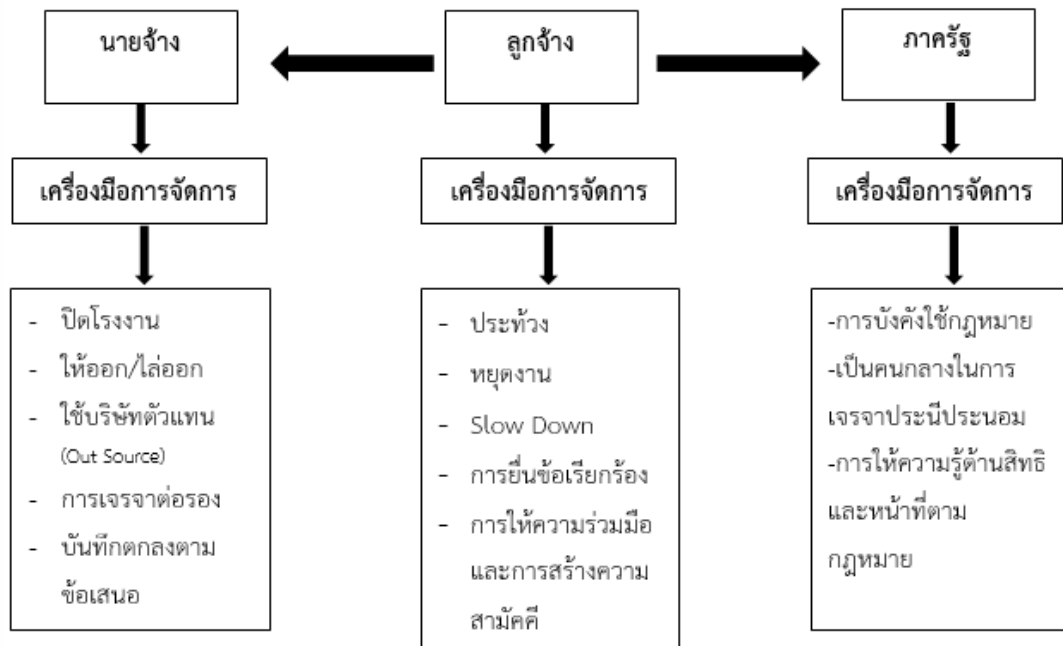 นายจ้าง
ลูกจ้าง
ภาครัฐ
เครื่องมือการจัดการ
เครื่องมือการจัดการ
เครื่องมือการจัดการ
- ปิดโรงงาน
- ให้ออก/ไล่ออก
- ใช้บริษัทตัวแทน
(Out Source)
- การเจรจาต่อรอง
- บันทึกตกลงตาม
ข้อเสนอ
- ประท้วง
- หยุดงาน
- Slow Down
- การยื่นข้อเรียกร้อง
- การให้ความร่วมมือ
และการสร้างความ
สามัคคี
-การบังคังใช้กฎหมาย
-เป็นคนกลางในการ
เจรจาประนีประนอม
-การให้ความรู้ด้านสิทธิ
และหน้าที่ตาม
กฎหมาย